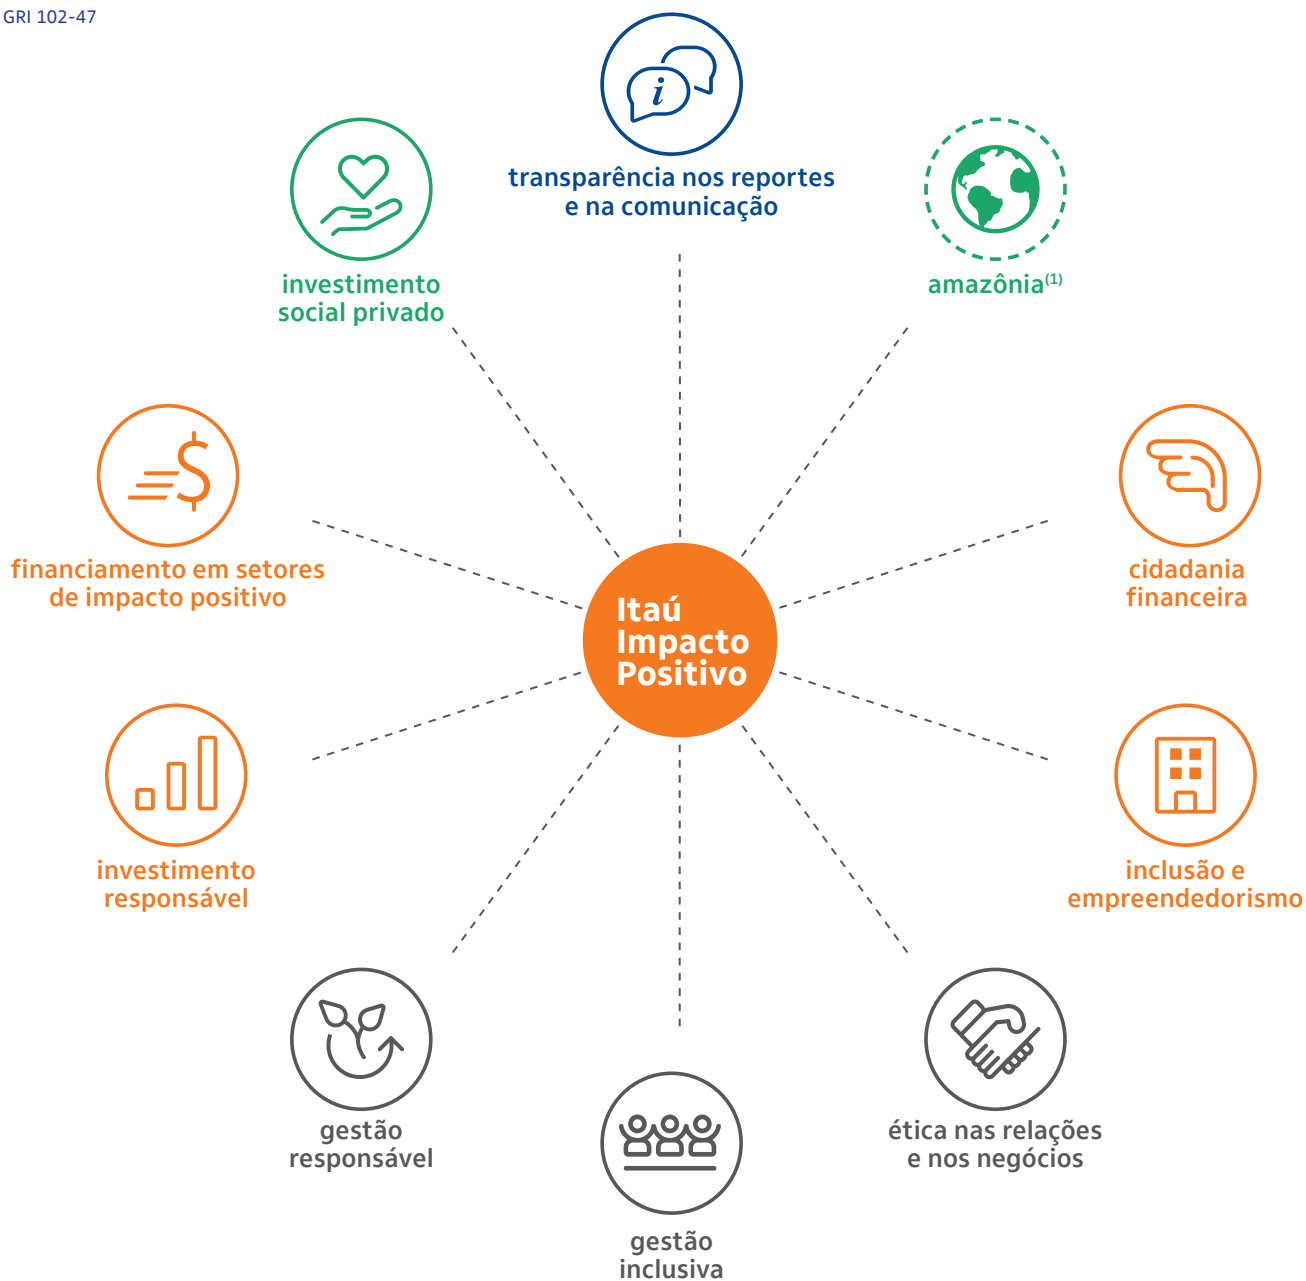 GRI 102-47
i
transparência nos reportes
e na comunicação
investimento
social privado
amazônia(1)
$
financiamento em setores
de impacto positivo
cidadania
financeira
Itaú
Impacto
Positivo
investimento
responsável
inclusão e
empreendedorismo
gestão
responsável
ética nas relações
e nos negócios
gestão
inclusiva